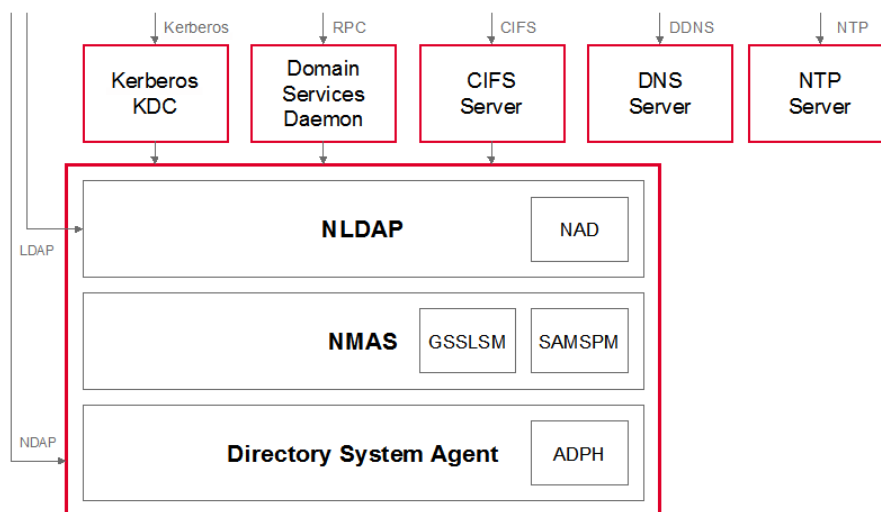 Kerberos
RPC
CIFS
DDNS
NTP
Kerberos
KDC
Domain
Services
Daemon
CIFS
Server
DNS
Server
NTP
Server
NLDAP
NAD
LDAP
NMAS
GSSLSM
SAMSPM
NDAP
Directory System Agent
ADPH